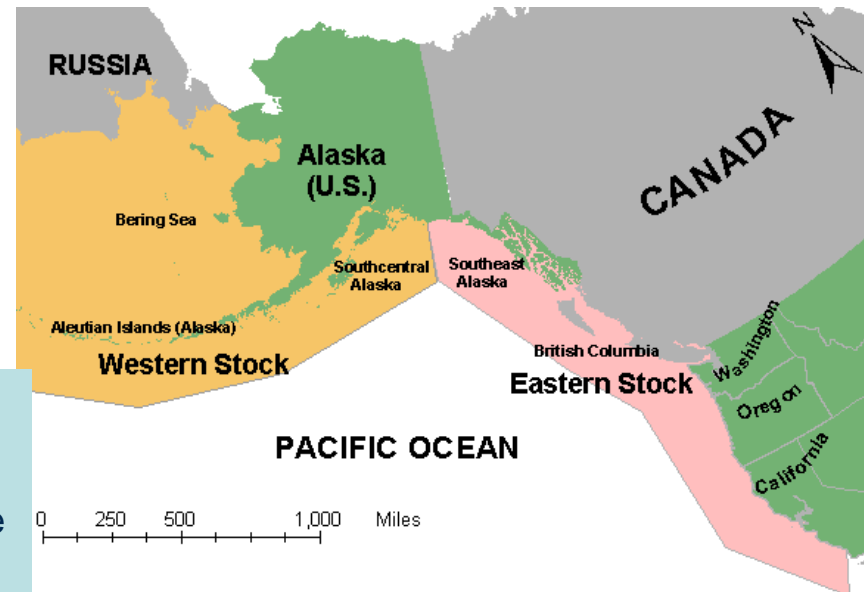 RUSSIA
N
Alaska
(U.S.)
CANADA
Bering Sea
Southcentral
Alaska
Southeast
Alaska
Aleutian Islands (Alaska)
Western Stock
British Columbia
Eastern Stock
Washington
Oregon
California
PACIFIC OCEAN
e
0 250 500 1,000 Miles